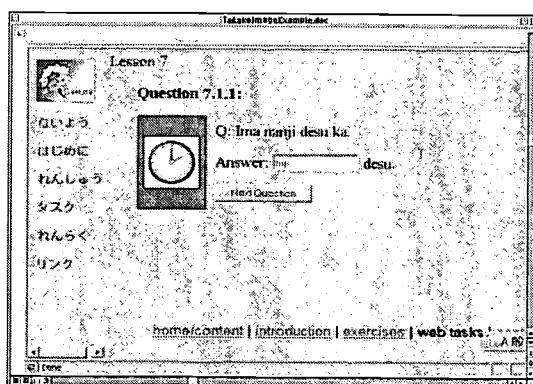 TaskakeImageExample.doc
Lesson 7
Question 7.1.1:
ないよう
はじめに
れんしゅう
タスク
れんらく
リンク
Q: Ima nanji desu ka.
Answer: desu.
Next Question
home/content | introduction | exercises | web tasks